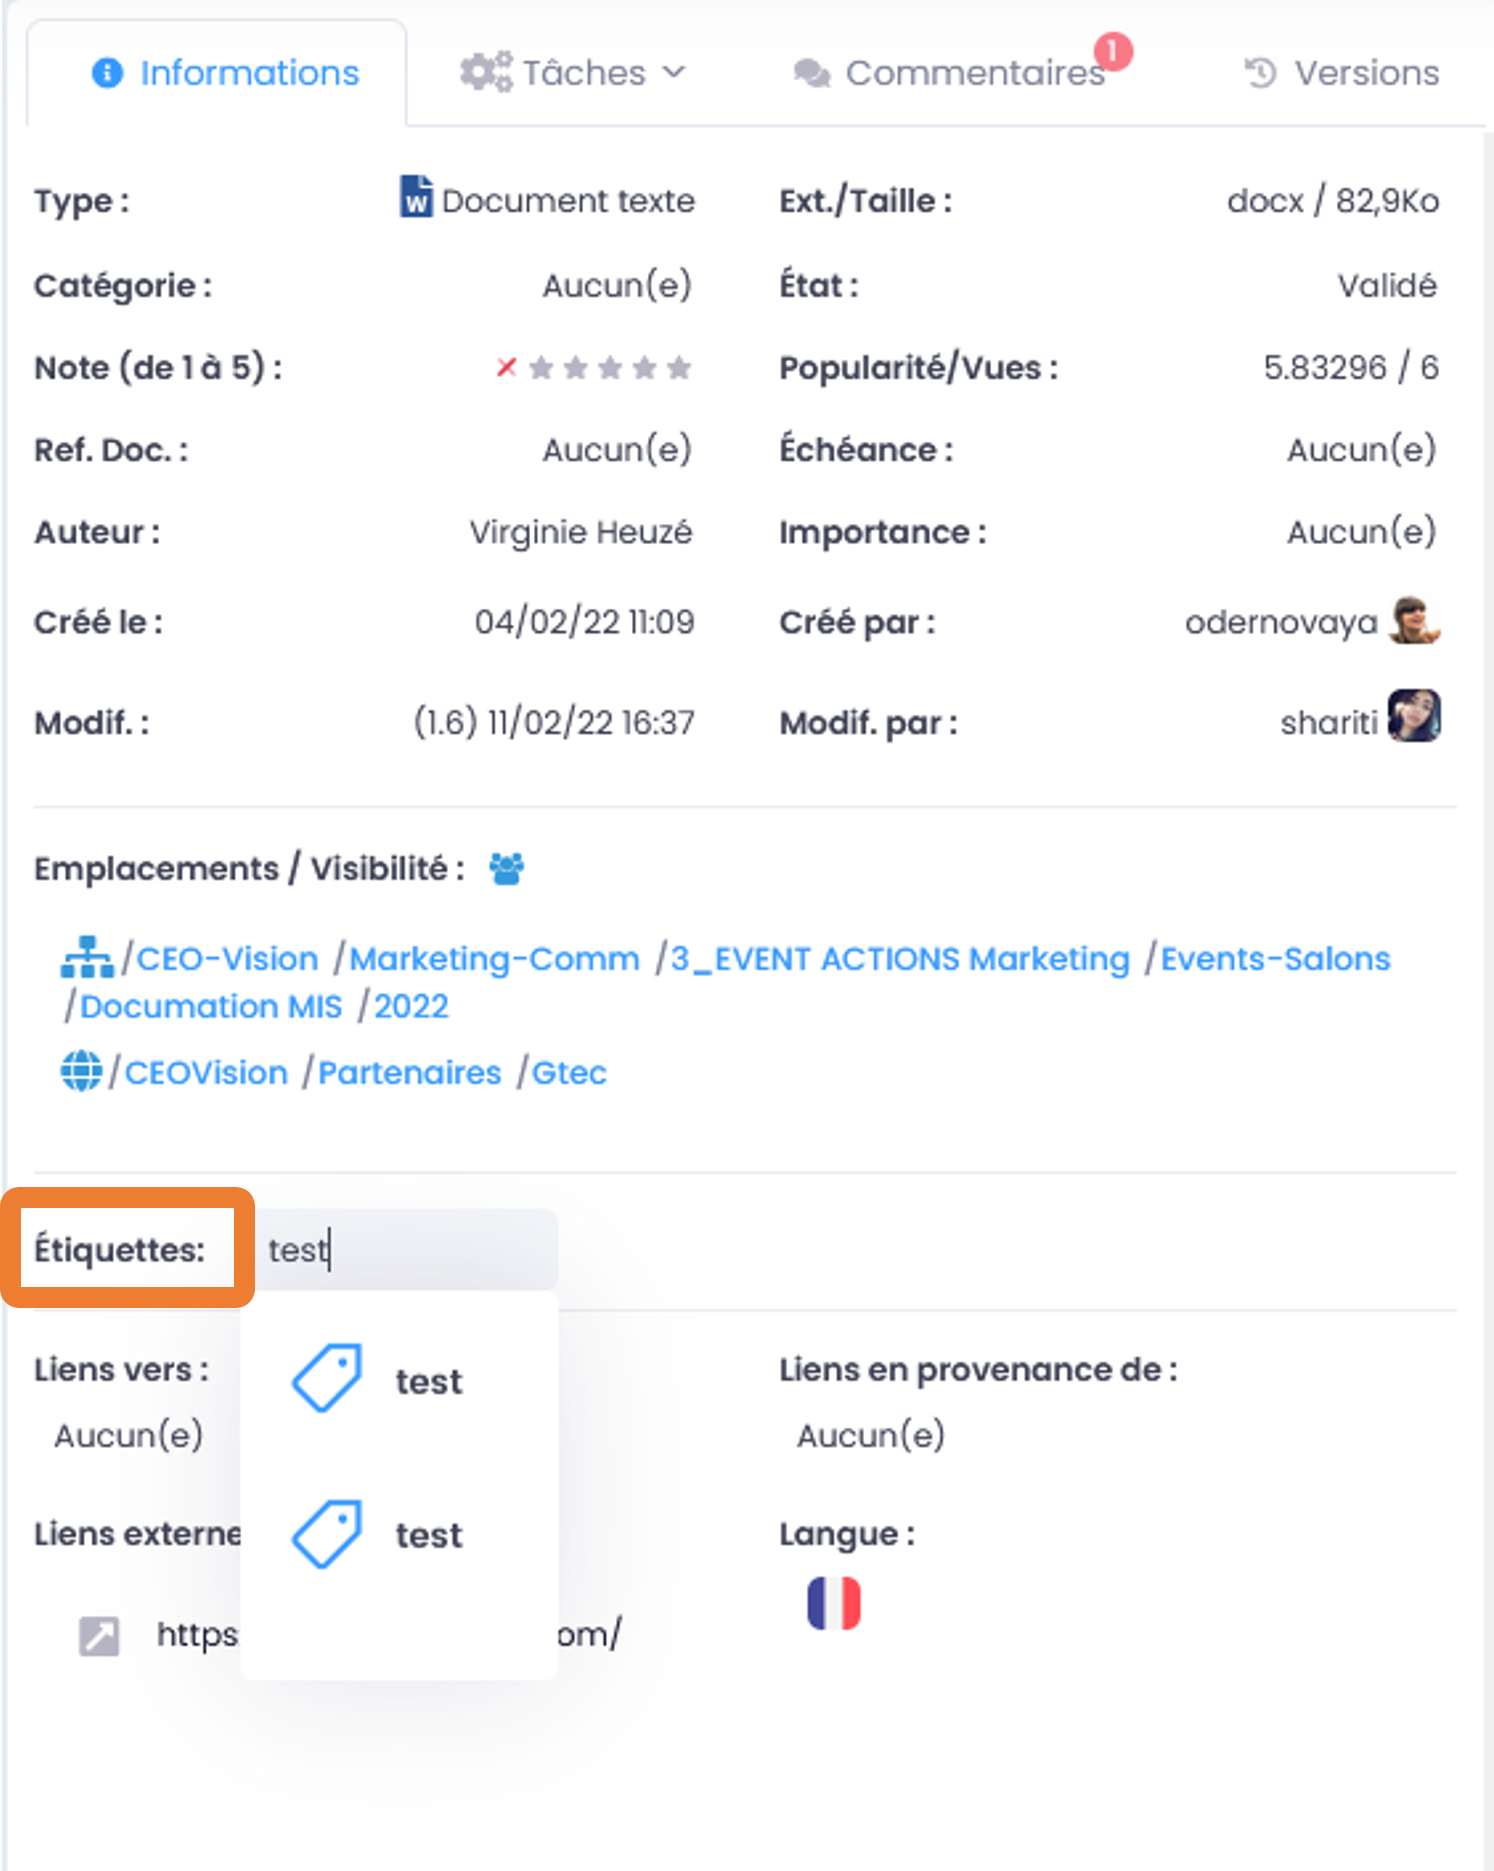 Informations Tâches Commentaires 1 Versions
Type : Document texte Ext./Taille : docx / 82,9Ko
Catégorie : Aucun(e) État : Validé
Note (de 1 à 5) : Popularité/Vues : 5.83296 / 6
Ref. Doc. : Aucun(e) Échéance : Aucun(e)
Auteur : Virginie Heuzé Importance : Aucun(e)
Créé le : 04/02/22 11:09 Créé par : odernovaya
Modif. : (1.6) 11/02/22 16:37 Modif. par : shariti
Emplacements / Visibilité :
/CEO-Vision /Marketing-Comm /3_EVENT ACTIONS Marketing /Events-Salons
/Documation MIS /2022
/CEOVision /Partenaires /Gtec
Étiquettes: test
test
Liens vers : Liens en provenance de :
Aucun(e) Aucun(e)
test
Liens externe Langue :
https: om/